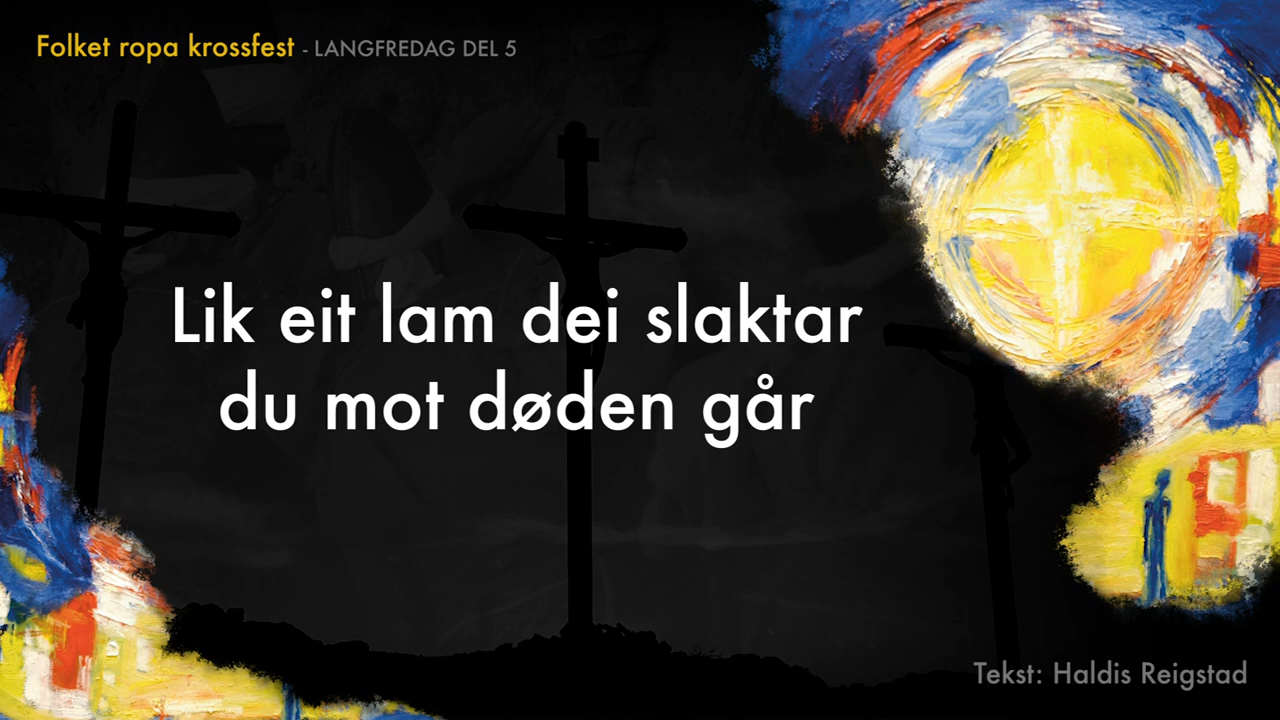 Folket ropa krossfest - LANGFREDAG DEL 5
Lik eit lam dei slaktar
du mot døden går
Tekst: Haldis Reigstad